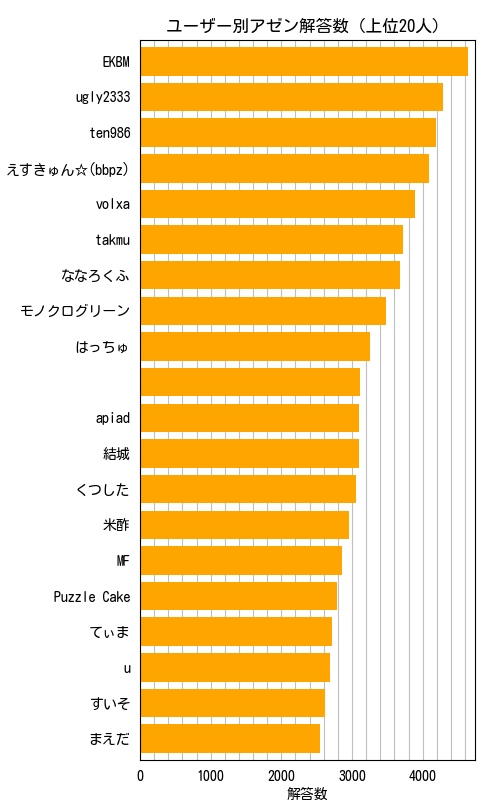 ユーザー別アゼン解答数 (上位20人)
EKBM
ugly2333
ten986
えすきゅん☆(bbpz)
volxa
takmu
ななろくふ
モノクログリーン
はっちゅ
apiad
結城
くつした
米酢
MF
Puzzle Cake
てぃま
u
すいそ
まえだ
0 1000 2000 3000 4000
解答数